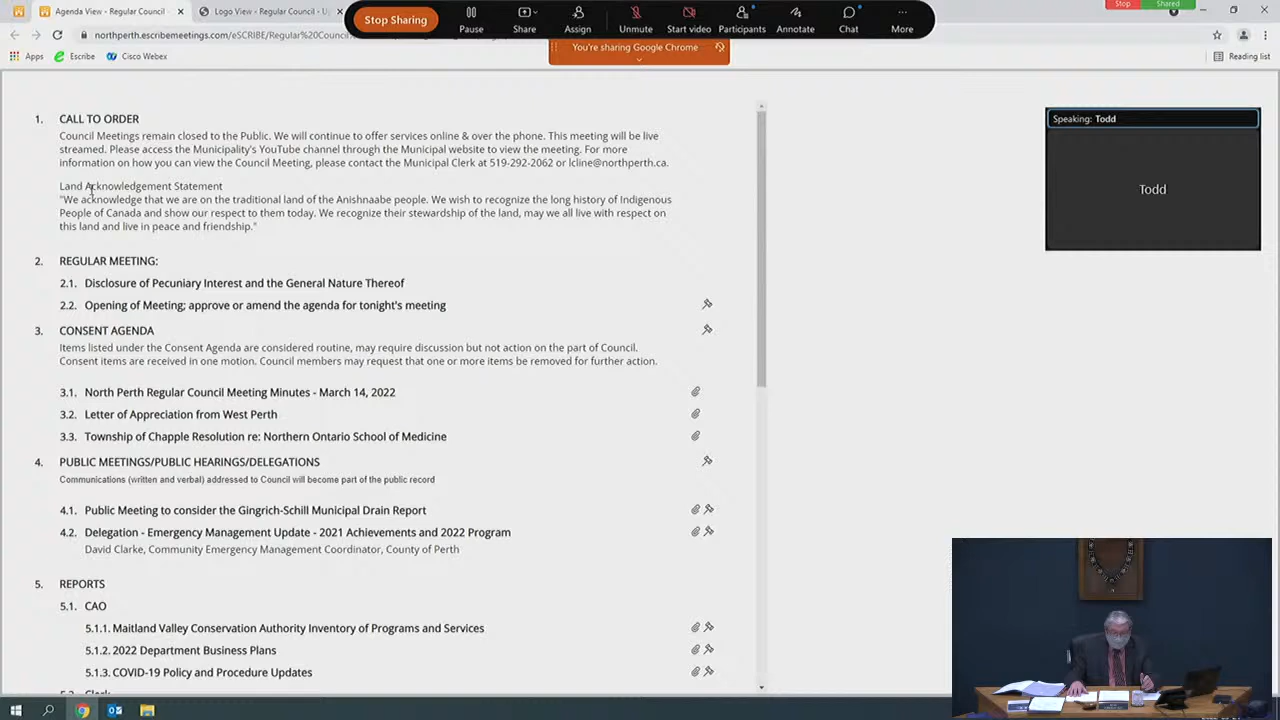 Agenda View - Regular Council -
Logo View - Regular Council - Up
Stop Sharing
Pause
Share
Assign
Unmute
Start video
Participants
Annotate
Chat
More
Stop
Shared
northperth.escribemeetings.com/eSCRIBE/Regular%20Council
You're sharing Google Chrome
Apps
Escribe
Cisco Webex
Reading list
1. CALL TO ORDER
Council Meetings remain closed to the Public. We will continue to offer services online & over the phone. This meeting will be live
streamed. Please access the Municipality's YouTube channel through the Municipal website to view the meeting. For more
information on how you can view the Council Meeting, please contact the Municipal Clerk at 519-292-2062 or lcline@northperth.ca.
Land Acknowledgement Statement
"We acknowledge that we are on the traditional land of the Anishnaabe people. We wish to recognize the long history of Indigenous
People of Canada and show our respect to them today. We recognize their stewardship of the land, may we all live with respect on
this land and live in peace and friendship."
2. REGULAR MEETING:
2.1. Disclosure of Pecuniary Interest and the General Nature Thereof
2.2. Opening of Meeting; approve or amend the agenda for tonight's meeting
3. CONSENT AGENDA
Items listed under the Consent Agenda are considered routine, may require discussion but not action on the part of Council.
Consent items are received in one motion. Council members may request that one or more items be removed for further action.
3.1. North Perth Regular Council Meeting Minutes - March 14, 2022
3.2. Letter of Appreciation from West Perth
3.3. Township of Chapple Resolution re: Northern Ontario School of Medicine
4. PUBLIC MEETINGS/PUBLIC HEARINGS/DELEGATIONS
Communications (written and verbal) addressed to Council will become part of the public record
4.1. Public Meeting to consider the Gingrich-Schill Municipal Drain Report
4.2. Delegation - Emergency Management Update - 2021 Achievements and 2022 Program
David Clarke, Community Emergency Management Coordinator, County of Perth
5. REPORTS
5.1. CAO
5.1.1. Maitland Valley Conservation Authority Inventory of Programs and Services
5.1.2. 2022 Department Business Plans
5.1.3. COVID-19 Policy and Procedure Updates
5.2. Clerk
Speaking: Todd
Todd